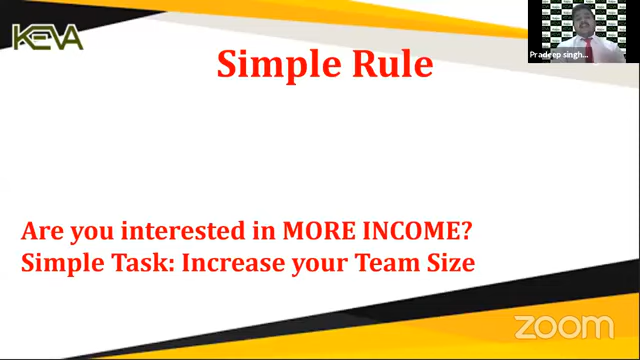 KEVA
Pradeep singh...
Simple Rule
Are you interested in MORE INCOME?
Simple Task: Increase your Team Size
zoom